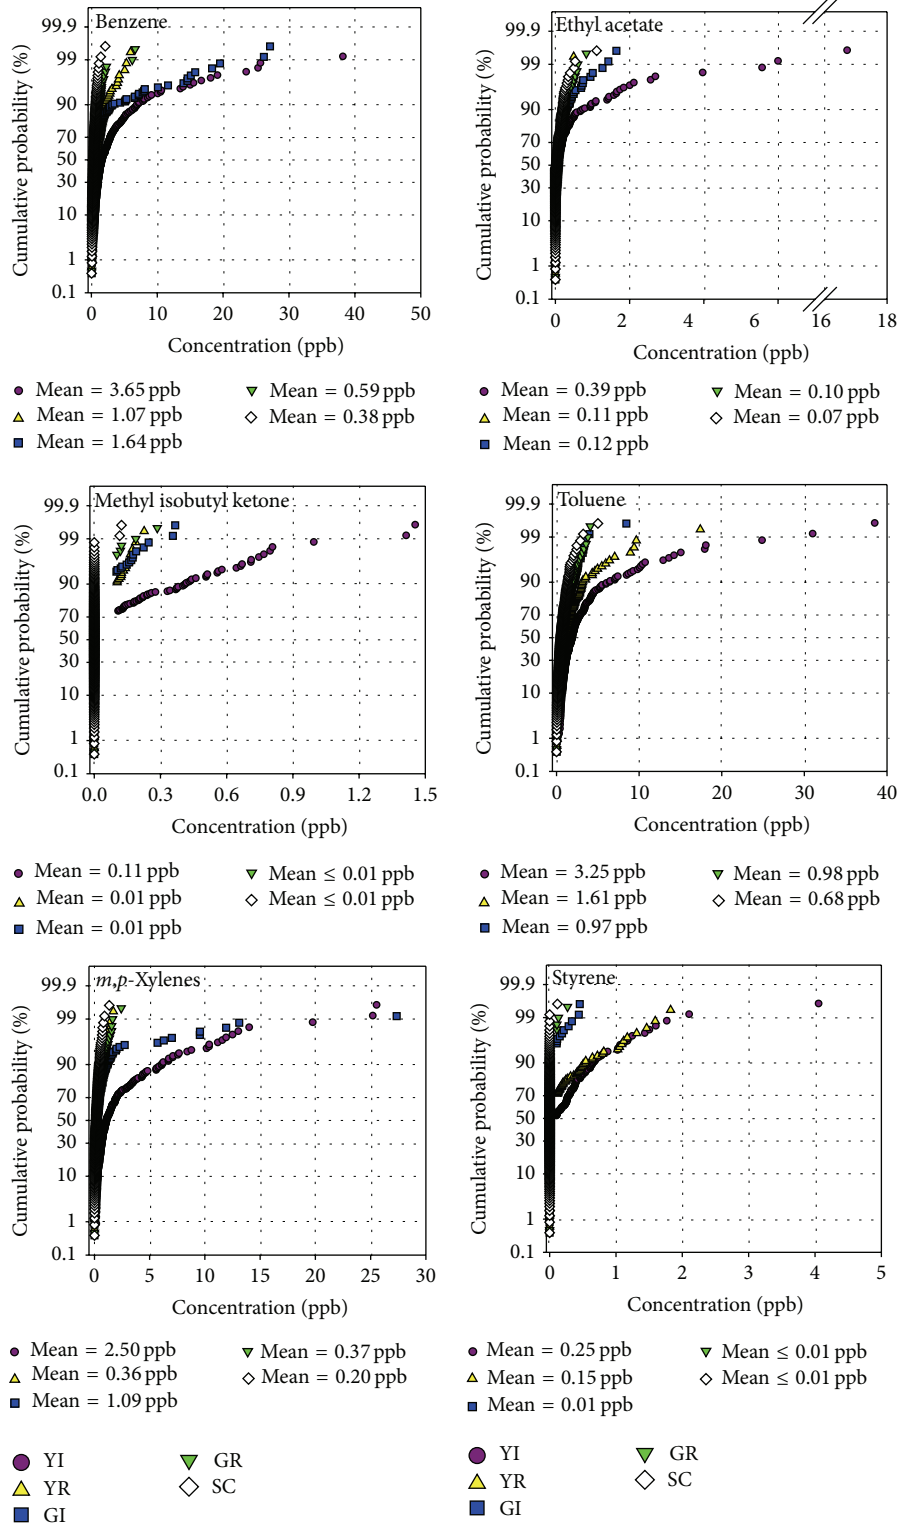 Benzene
Cumulative probability (%)
99.9
99
90
70
50
30
10
1
0.1
0 10 20 30 40 50
Concentration (ppb)
Mean = 3.65 ppb
Mean = 1.07 ppb
Mean = 1.64 ppb
Mean = 0.59 ppb
Mean = 0.38 ppb
Ethyl acetate
Cumulative probability (%)
99.9
99
90
70
50
30
10
1
0.1
0 2 4 6 16 18
Concentration (ppb)
Mean = 0.39 ppb
Mean = 0.11 ppb
Mean = 0.12 ppb
Mean = 0.10 ppb
Mean = 0.07 ppb
Methyl isobutyl ketone
Cumulative probability (%)
99.9
99
90
70
50
30
10
1
0.1
0.0 0.3 0.6 0.9 1.2 1.5
Concentration (ppb)
Mean = 0.11 ppb
Mean = 0.01 ppb
Mean = 0.01 ppb
Mean ≤ 0.01 ppb
Mean ≤ 0.01 ppb
Toluene
Cumulative probability (%)
99.9
99
90
70
50
30
10
1
0.1
0 10 20 30 40
Concentration (ppb)
Mean = 3.25 ppb
Mean = 1.61 ppb
Mean = 0.97 ppb
Mean = 0.98 ppb
Mean = 0.68 ppb
m,p-Xylenes
Cumulative probability (%)
99.9
99
90
70
50
30
10
1
0.1
0 5 10 15 20 25 30
Concentration (ppb)
Mean = 2.50 ppb
Mean = 0.36 ppb
Mean = 1.09 ppb
Mean = 0.37 ppb
Mean = 0.20 ppb
Styrene
Cumulative probability (%)
99.9
99
90
70
50
30
10
1
0.1
0 1 2 3 4 5
Concentration (ppb)
Mean = 0.25 ppb
Mean = 0.15 ppb
Mean = 0.01 ppb
Mean ≤ 0.01 ppb
Mean ≤ 0.01 ppb
YI
YR
GI
GR
SC
YI
YR
GI
GR
SC